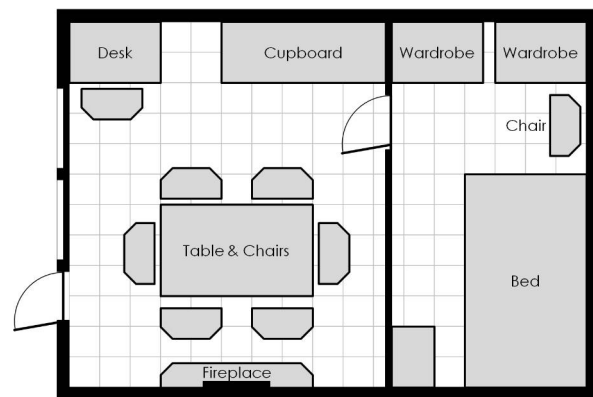 Desk
Cupboard
Wardrobe
Wardrobe
Chair
Table & Chairs
Bed
Fireplace